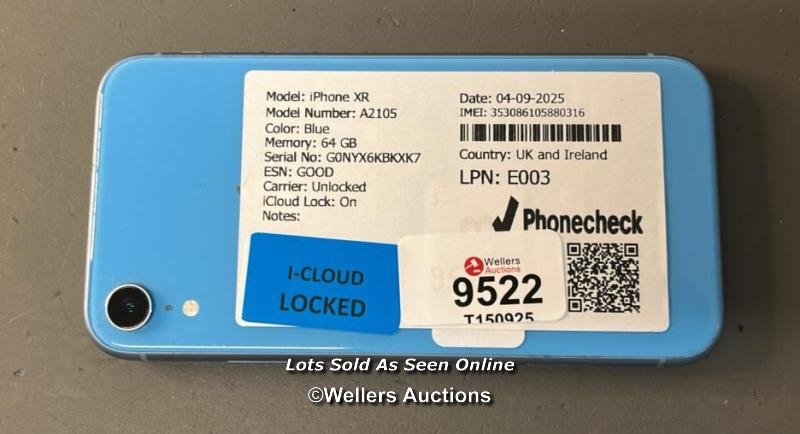 Model: iPhone XR
Model Number: A2105
Color: Blue
Memory: 64 GB
Serial No: G0NYX6KBKXK7
ESN: GOOD
Carrier: Unlocked
iCloud Lock: On
Notes:
Date: 04-09-2025
IMEI: 353086105880316
Country: UK and Ireland
LPN: E003
Phonecheck
I-CLOUD
LOCKED
Wellers
Auctions
9522
T150925
Lots Sold As Seen Online
©Wellers Auctions